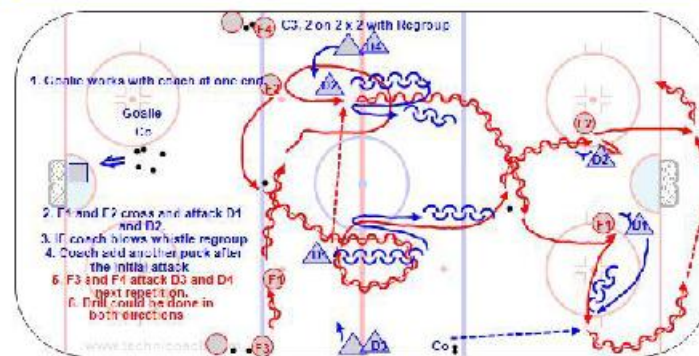 F4
C3, 2 on 2 x 2 with Regroup
D4
1. Goalie works with coach at one end
F2
D2
Goalie
Co
F2
D2
2. F1 and F2 cross and attack D1
and D2.
3. IF coach blows whistle regroup
4. Coach add another puck after
the initial attack
5. F3 and F4 attack D3 and D4
next repetition.
6. Drill could be done in
both directions
F1
D1
F1
D1
F3
D3
Co